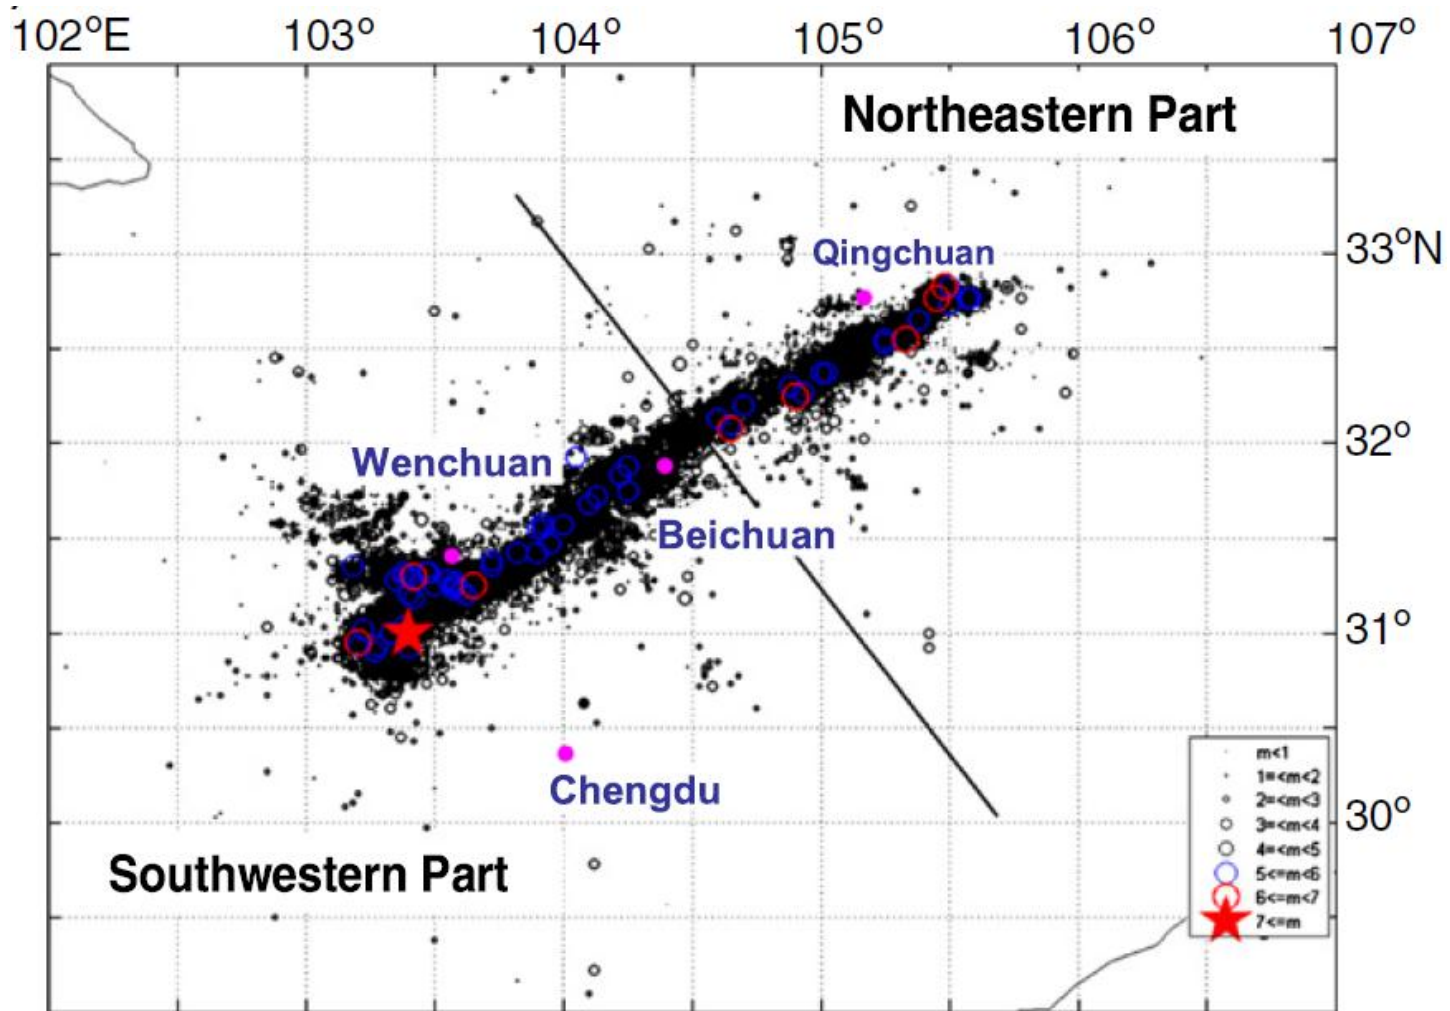 102°E 103° 104° 105° 106° 107°
Northeastern Part
Qingchuan
33°N
32°
Wenchuan
Beichuan
31°
Chengdu
30°
Southwestern Part
m<1
1=<m<2
2=<m<3
3=<m<4
4=<m<5
5<=m<6
6<=m<7
7<=m